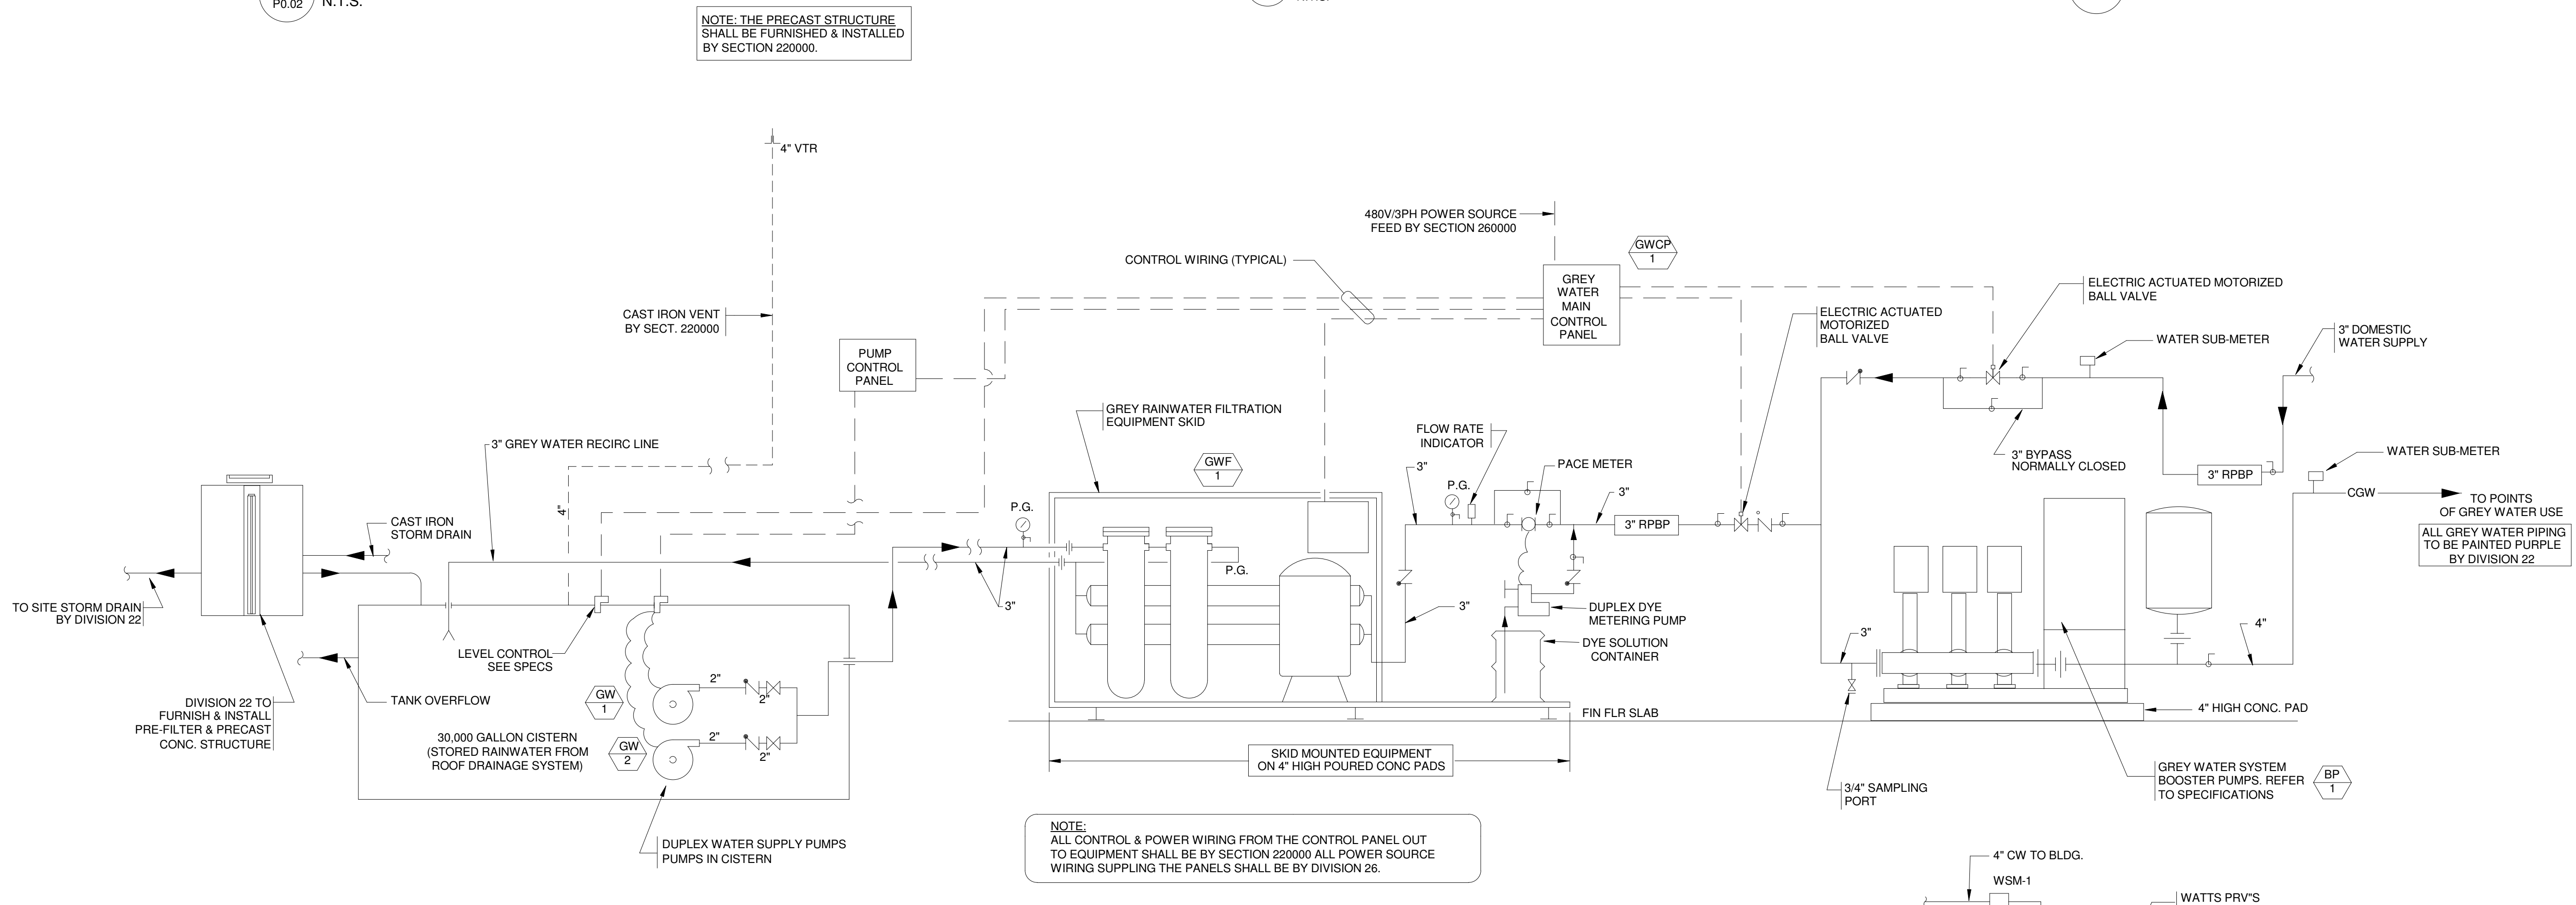 P0.02
N.T.S.
NOTE: THE PRECAST STRUCTURE
SHALL BE FURNISHED & INSTALLED
BY SECTION 220000.
4" VTR
480V/3PH POWER SOURCE
FEED BY SECTION 260000
CONTROL WIRING (TYPICAL)
GWCP
1
GREY
WATER
MAIN
CONTROL
PANEL
CAST IRON VENT
BY SECT. 220000
PUMP
CONTROL
PANEL
ELECTRIC ACTUATED
MOTORIZED
BALL VALVE
ELECTRIC ACTUATED MOTORIZED
BALL VALVE
WATER SUB-METER
3" DOMESTIC
WATER SUPPLY
3" BYPASS
NORMALLY CLOSED
3" RPBP
WATER SUB-METER
CGW
TO POINTS
OF GREY WATER USE
ALL GREY WATER PIPING
TO BE PAINTED PURPLE
BY DIVISION 22
3" GREY WATER RECIRC LINE
GREY RAINWATER FILTRATION
EQUIPMENT SKID
GWF
1
FLOW RATE
INDICATOR
PACE METER
3"
P.G.
3"
3" RPBP
4"
P.G.
P.G.
CAST IRON
STORM DRAIN
TO SITE STORM DRAIN
BY DIVISION 22
3"
3"
DUPLEX DYE
METERING PUMP
DYE SOLUTION
CONTAINER
LEVEL CONTROL
SEE SPECS
TANK OVERFLOW
DIVISION 22 TO
FURNISH & INSTALL
PRE-FILTER & PRECAST
CONC. STRUCTURE
30,000 GALLON CISTERN
(STORED RAINWATER FROM
ROOF DRAINAGE SYSTEM)
GW
1
GW
2
2"
2"
2"
2"
DUPLEX WATER SUPPLY PUMPS
PUMPS IN CISTERN
FIN FLR SLAB
SKID MOUNTED EQUIPMENT
ON 4" HIGH POURED CONC PADS
3"
4"
3/4" SAMPLING
PORT
4" HIGH CONC. PAD
GREY WATER SYSTEM
BOOSTER PUMPS. REFER
TO SPECIFICATIONS
BP
1
NOTE:
ALL CONTROL & POWER WIRING FROM THE CONTROL PANEL OUT
TO EQUIPMENT SHALL BE BY SECTION 220000 ALL POWER SOURCE
WIRING SUPPLING THE PANELS SHALL BE BY DIVISION 26.
4" CW TO BLDG.
WSM-1
WATTS PRV"S